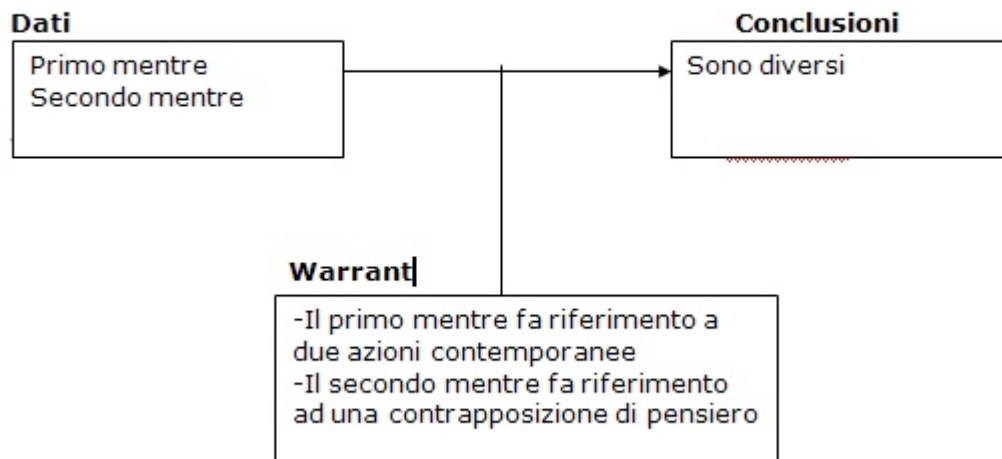 Dati
Conclusioni
Primo mentre
Secondo mentre
Sono diversi
Warrant
-Il primo mentre fa riferimento a
due azioni contemporanee
-Il secondo mentre fa riferimento
ad una contrapposizione di pensiero